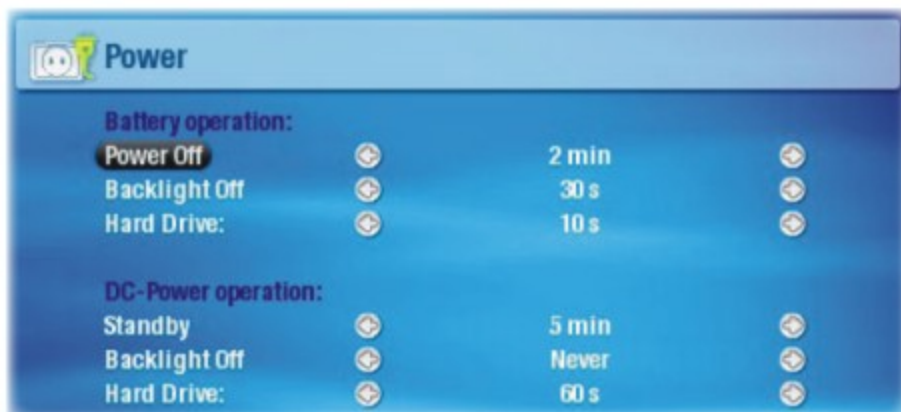 Power
Battery operation:
Power Off 2 min
Backlight Off 30 s
Hard Drive: 10 s
DC-Power operation:
Standby 5 min
Backlight Off Never
Hard Drive: 60 s